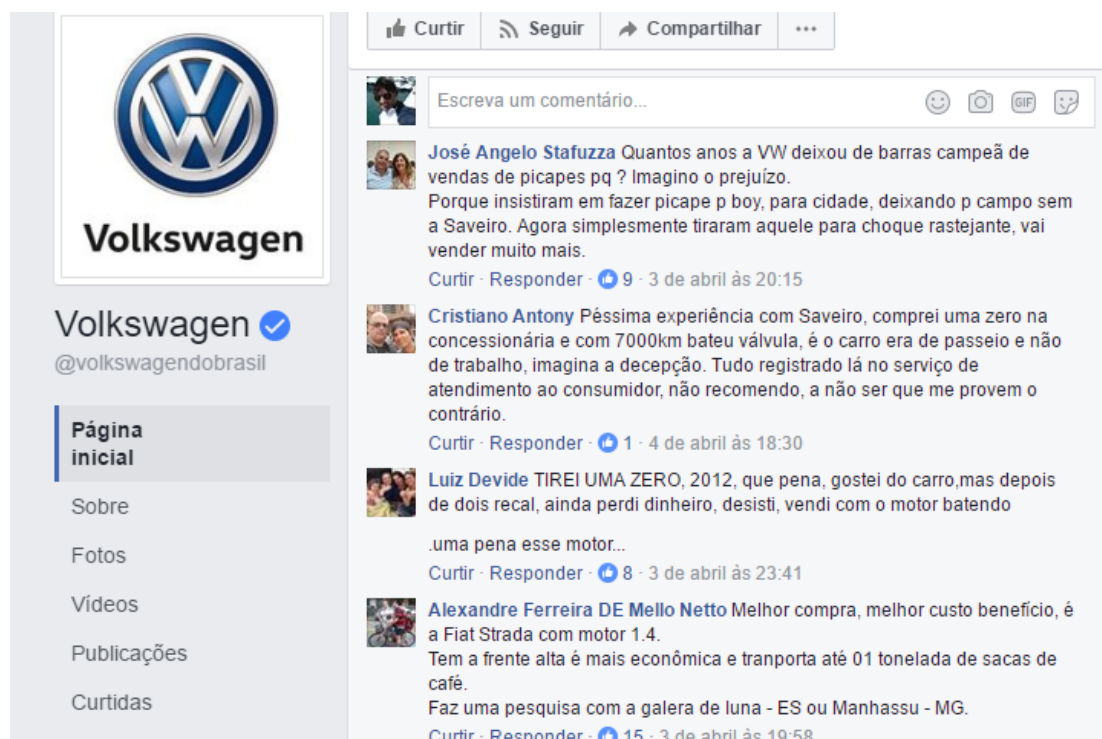 Curtir Seguir Compartilhar ...
Escreva um comentário... GIF
José Angelo Stafuzza Quantos anos a VW deixou de barras campeã de
vendas de picapes pq ? Imagino o prejuízo.
Porque insistiram em fazer picape p boy, para cidade, deixando p campo sem
a Saveiro. Agora simplesmente tiraram aquele para choque rastejante, vai
vender muito mais.
Curtir · Responder · 9 · 3 de abril às 20:15
Cristiano Antony Péssima experiência com Saveiro, comprei uma zero na
concessionária e com 7000km bateu válvula, é o carro era de passeio e não
de trabalho, imagina a decepção. Tudo registrado lá no serviço de
atendimento ao consumidor, não recomendo, a não ser que me provem o
contrário.
Curtir · Responder · 1 · 4 de abril às 18:30
Luiz Devide TIREI UMA ZERO, 2012, que pena, gostei do carro,mas depois
de dois recal, ainda perdi dinheiro, desisti, vendi com o motor batendo
.uma pena esse motor...
Curtir · Responder · 8 · 3 de abril às 23:41
Alexandre Ferreira DE Mello Netto Melhor compra, melhor custo benefício, é
a Fiat Strada com motor 1.4.
Tem a frente alta é mais econômica e tranporta até 01 tonelada de sacas de
café.
Faz uma pesquisa com a galera de Iuna - ES ou Manhassu - MG.
Curtir · Responder · 15 · 3 de abril às 19:58
Volkswagen
Volkswagen
@volkswagendobrasil
Página
inicial
Sobre
Fotos
Vídeos
Publicações
Curtidas